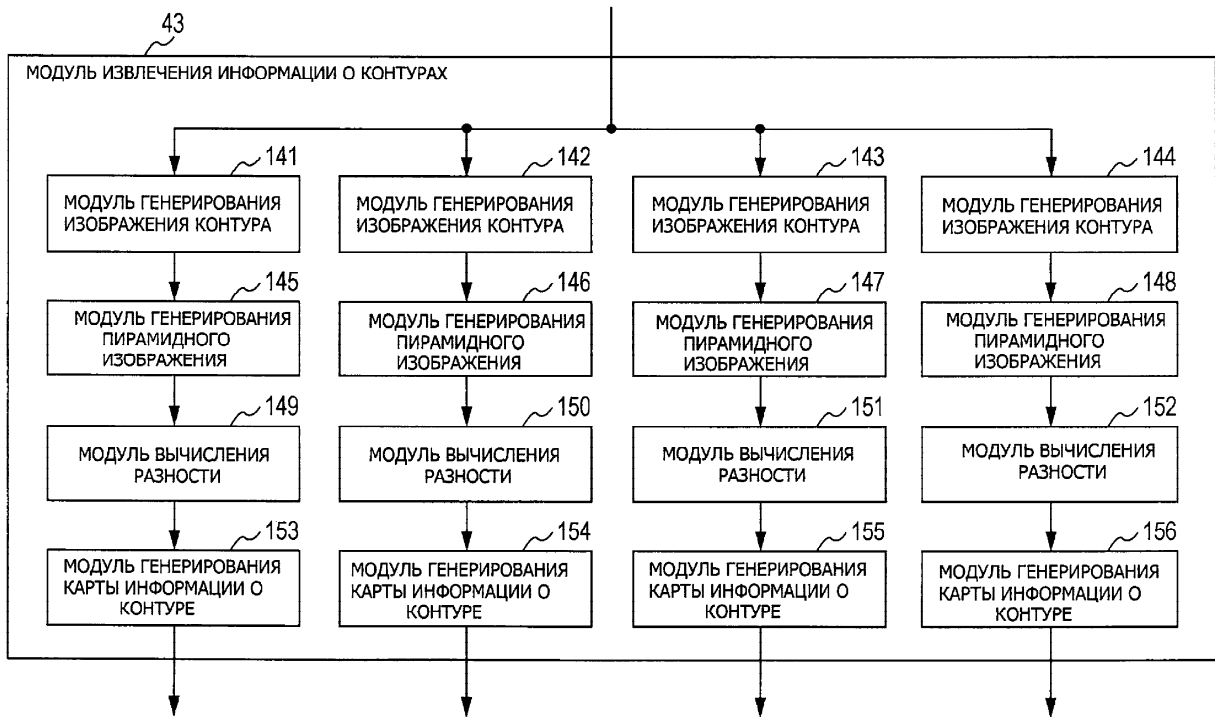 43
МОДУЛЬ ИЗВЛЕЧЕНИЯ ИНФОРМАЦИИ О КОНТУРАХ
141
МОДУЛЬ ГЕНЕРИРОВАНИЯ
ИЗОБРАЖЕНИЯ КОНТУРА
142
МОДУЛЬ ГЕНЕРИРОВАНИЯ
ИЗОБРАЖЕНИЯ КОНТУРА
143
МОДУЛЬ ГЕНЕРИРОВАНИЯ
ИЗОБРАЖЕНИЯ КОНТУРА
144
МОДУЛЬ ГЕНЕРИРОВАНИЯ
ИЗОБРАЖЕНИЯ КОНТУРА
145
МОДУЛЬ ГЕНЕРИРОВАНИЯ
ПИРАМИДНОГО
ИЗОБРАЖЕНИЯ
146
МОДУЛЬ ГЕНЕРИРОВАНИЯ
ПИРАМИДНОГО
ИЗОБРАЖЕНИЯ
147
МОДУЛЬ ГЕНЕРИРОВАНИЯ
ПИРАМИДНОГО
ИЗОБРАЖЕНИЯ
148
МОДУЛЬ ГЕНЕРИРОВАНИЯ
ПИРАМИДНОГО
ИЗОБРАЖЕНИЯ
149
МОДУЛЬ ВЫЧИСЛЕНИЯ
РАЗНОСТИ
150
МОДУЛЬ ВЫЧИСЛЕНИЯ
РАЗНОСТИ
151
МОДУЛЬ ВЫЧИСЛЕНИЯ
РАЗНОСТИ
152
МОДУЛЬ ВЫЧИСЛЕНИЯ
РАЗНОСТИ
153
МОДУЛЬ ГЕНЕРИРОВАНИЯ
КАРТЫ ИНФОРМАЦИИ О
КОНТУРЕ
154
МОДУЛЬ ГЕНЕРИРОВАНИЯ
КАРТЫ ИНФОРМАЦИИ О
КОНТУРЕ
155
МОДУЛЬ ГЕНЕРИРОВАНИЯ
КАРТЫ ИНФОРМАЦИИ О
КОНТУРЕ
156
МОДУЛЬ ГЕНЕРИРОВАНИЯ
КАРТЫ ИНФОРМАЦИИ О
КОНТУРЕ